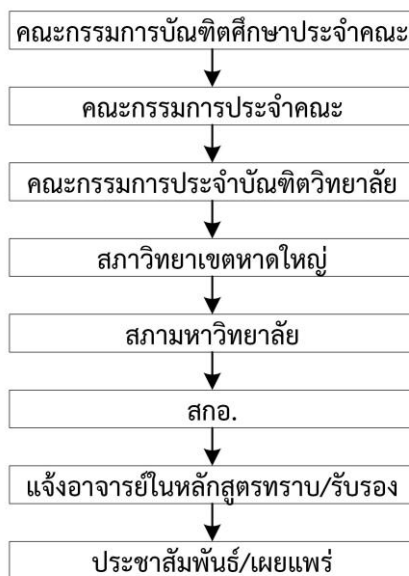 คณะกรรมการบัณฑิตศึกษาประจำคณะ
คณะกรรมการประจำคณะ
คณะกรรมการประจำบัณฑิตวิทยาลัย
สภาวิทยาเขตหาดใหญ่
สภามหาวิทยาลัย
สกอ.
แจ้งอาจารย์ในหลักสูตรทราบ/รับรอง
ประชาสัมพันธ์/เผยแพร่